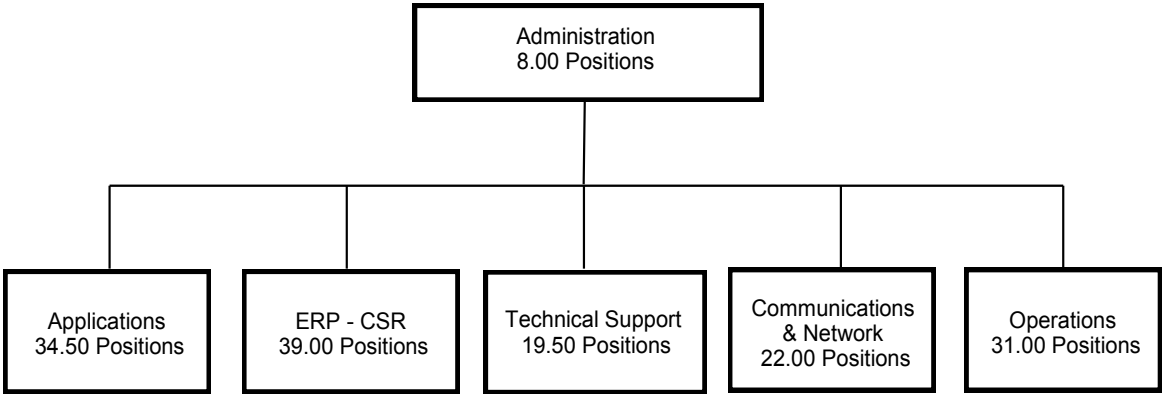 Administration
8.00 Positions
Applications
34.50 Positions
ERP - CSR
39.00 Positions
Technical Support
19.50 Positions
Communications
& Network
22.00 Positions
Operations
31.00 Positions